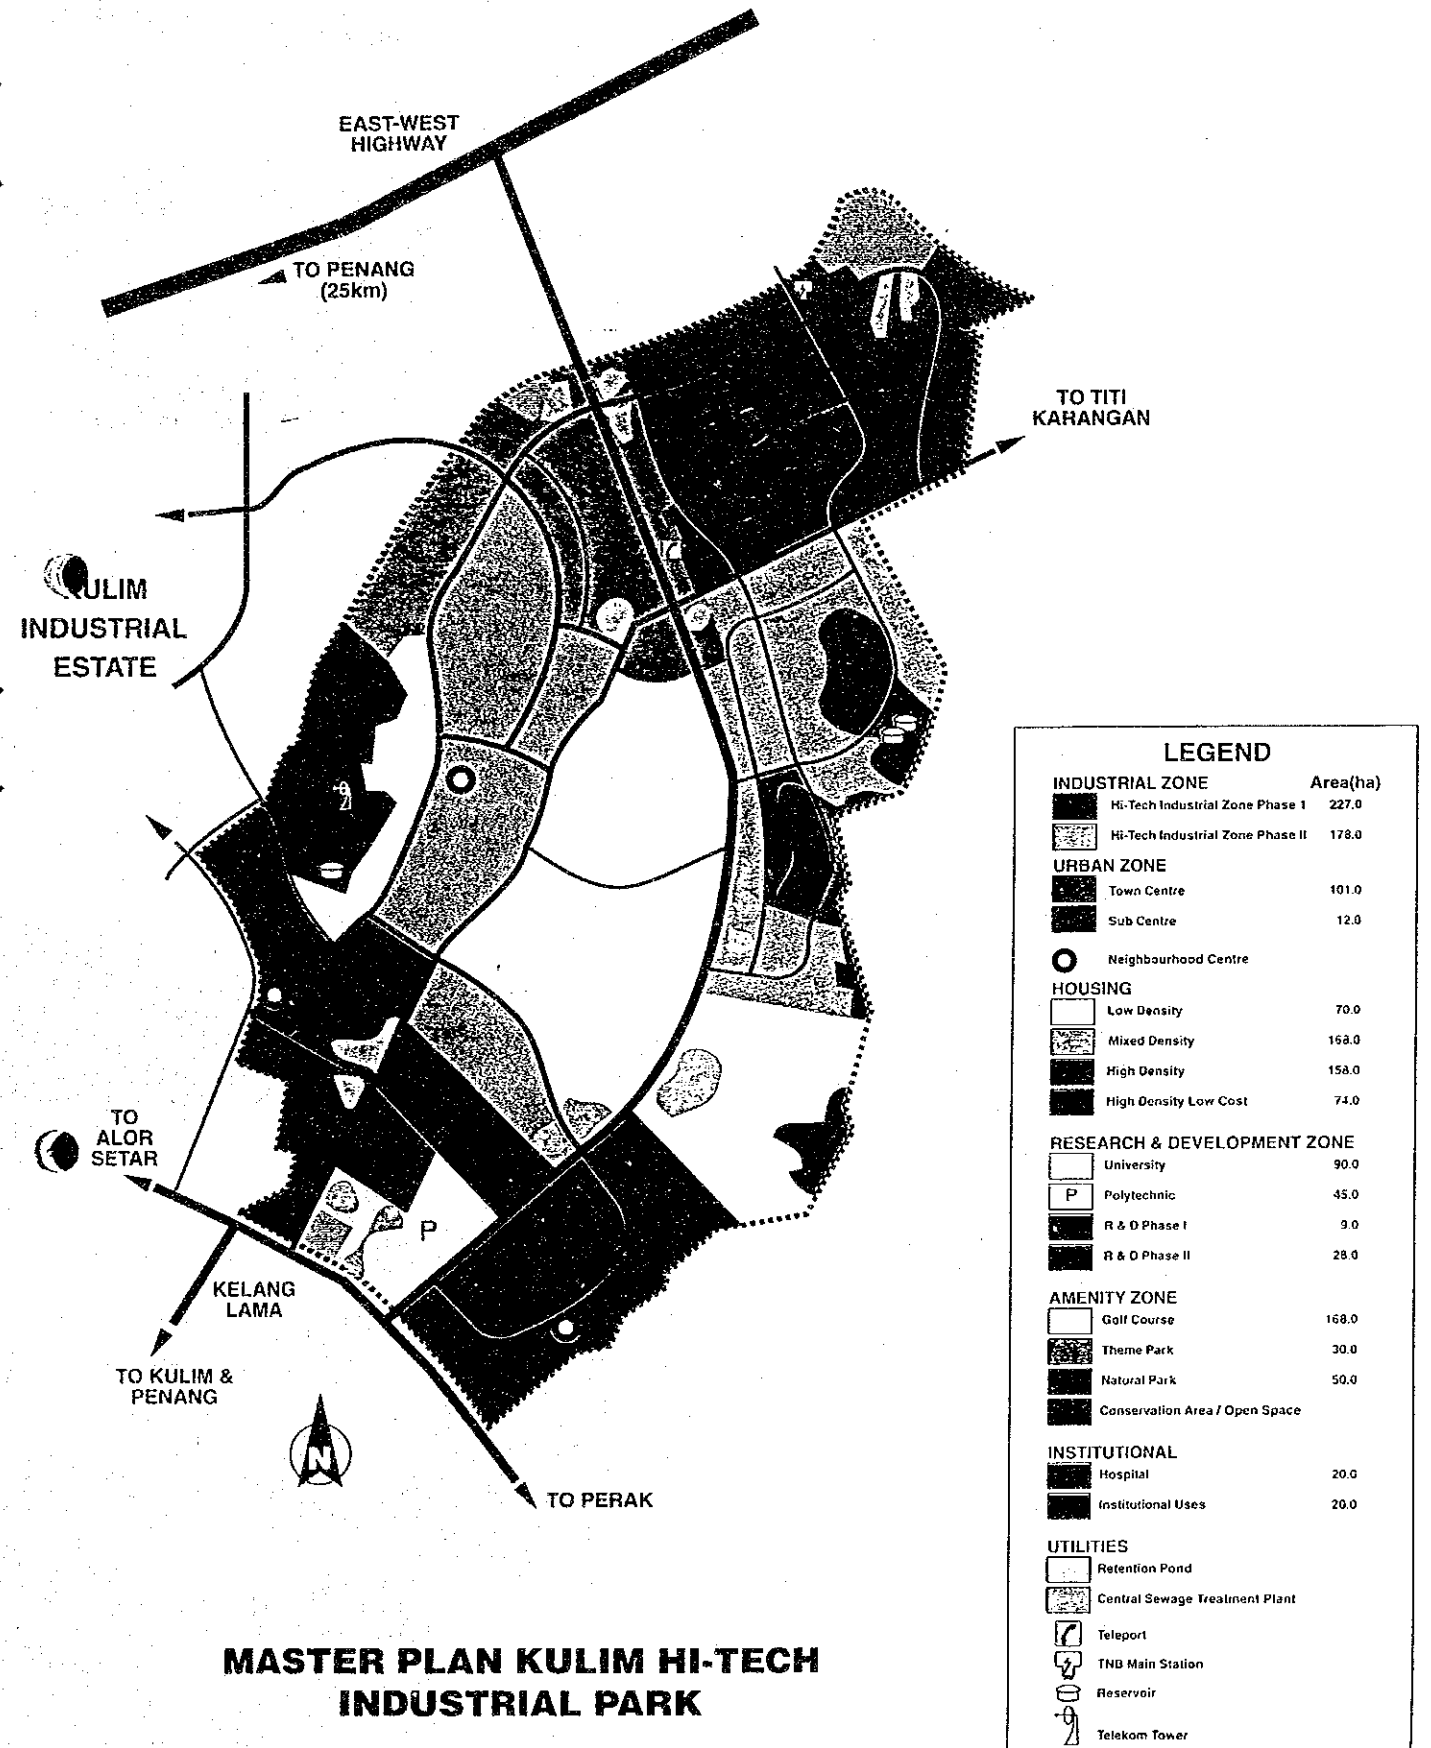 EAST-WEST
HIGHWAY
TO PENANG
(25km)
TO TITI
KARANGAN
KULIM
INDUSTRIAL
ESTATE
TO
ALOR
SETAR
P
KELANG
LAMA
TO KULIM &
PENANG
N
TO PERAK
MASTER PLAN KULIM HI-TECH
INDUSTRIAL PARK
LEGEND
INDUSTRIAL ZONE Area(ha)
Hi-Tech Industrial Zone Phase I 227.0
Hi-Tech Industrial Zone Phase II 178.0
URBAN ZONE
Town Centre 101.0
Sub Centre 12.0
Neighbourhood Centre
HOUSING
Low Density 70.0
Mixed Density 168.0
High Density 158.0
High Density Low Cost 74.0
RESEARCH & DEVELOPMENT ZONE
University 90.0
P Polytechnic 45.0
R & D Phase I 9.0
R & D Phase II 28.0
AMENITY ZONE
Golf Course 168.0
Theme Park 30.0
Natural Park 50.0
Conservation Area / Open Space
INSTITUTIONAL
Hospital 20.0
Institutional Uses 20.0
UTILITIES
Retention Pond
Central Sewage Treatment Plant
Teleport
TNB Main Station
Reservoir
Telekom Tower